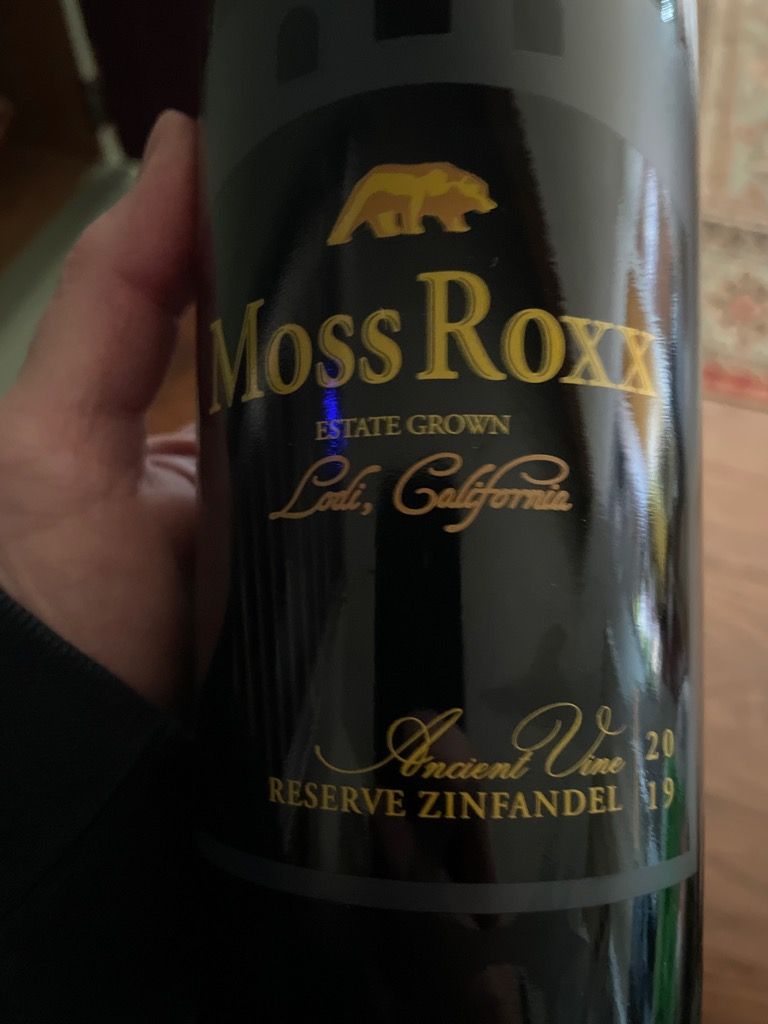 Moss Roxx
ESTATE GROWN
Lodi, California
Ancient Vine
RESERVE ZINFANDEL
20
19